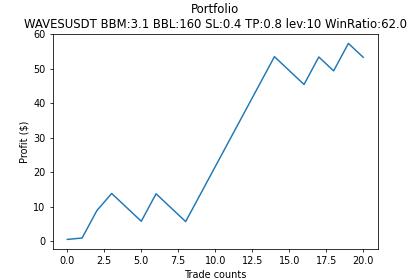 Portfolio
WAVESUSDT BBM:3.1 BBL:160 SL:0.4 TP:0.8 lev:10 WinRatio:62.0
60
50
40
30
20
10
0
Profit ($)
0.0 2.5 5.0 7.5 10.0 12.5 15.0 17.5 20.0
Trade counts